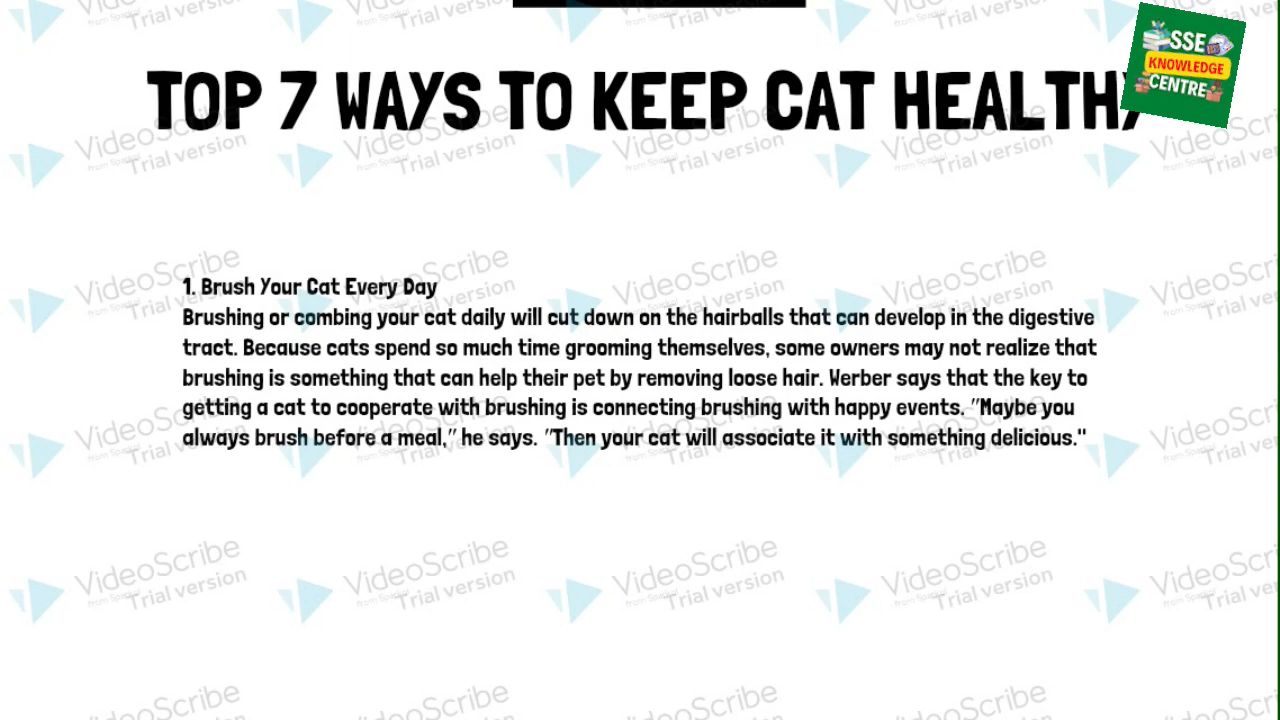 TOP 7 WAYS TO KEEP CAT HEALTHY
SSE
KNOWLEDGE
CENTRE
1. Brush Your Cat Every Day
Brushing or combing your cat daily will cut down on the hairballs that can develop in the digestive
tract. Because cats spend so much time grooming themselves, some owners may not realize that
brushing is something that can help their pet by removing loose hair. Werber says that the key to
getting a cat to cooperate with brushing is connecting brushing with happy events. "Maybe you
always brush before a meal," he says. "Then your cat will associate it with something delicious."
VideoScribe
Trial version